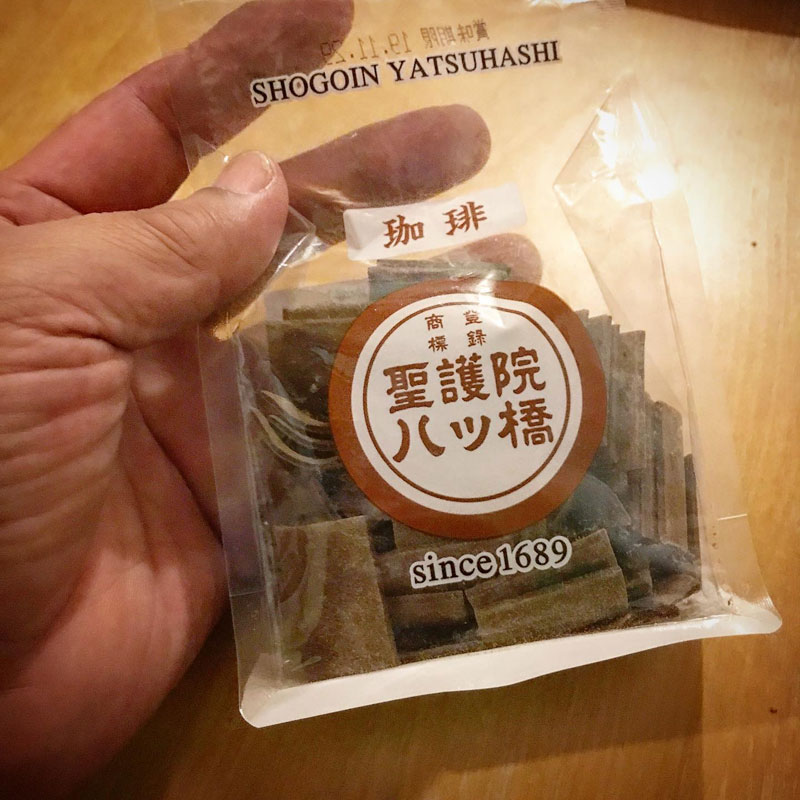 賞味期限 19.11.29
SHOGOIN YATSUHASHI
珈琲
登録
商標
聖護院
八ツ橋
since 1689